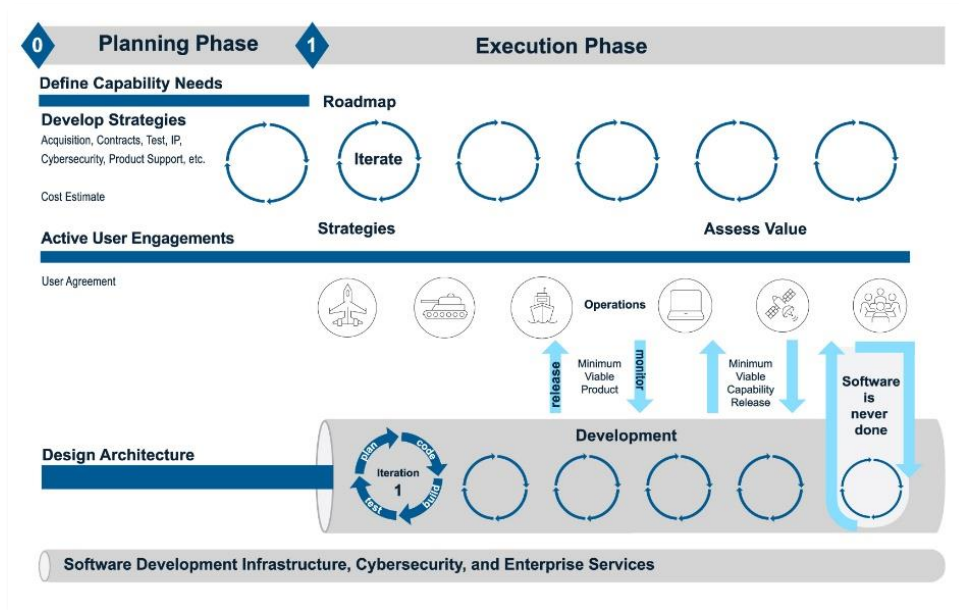 0
Planning Phase
1
Execution Phase
Define Capability Needs
Roadmap
Develop Strategies
Acquisition, Contracts, Test, IP,
Cybersecurity, Product Support, etc.
Iterate
Cost Estimate
Strategies
Assess Value
Active User Engagements
User Agreement
Operations
release
Minimum
Viable
Product
monitor
Minimum
Viable
Capability
Release
Software
is
never
done
Development
Design Architecture
plan
code
build
test
Iteration
1
Software Development Infrastructure, Cybersecurity, and Enterprise Services